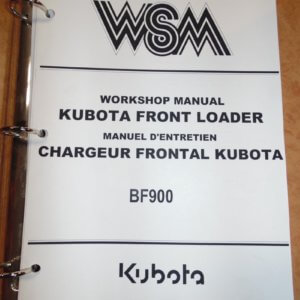 WSM
WORKSHOP MANUAL
KUBOTA FRONT LOADER
MANUEL D'ENTRETIEN
CHARGEUR FRONTAL KUBOTA
BF900
Kubota